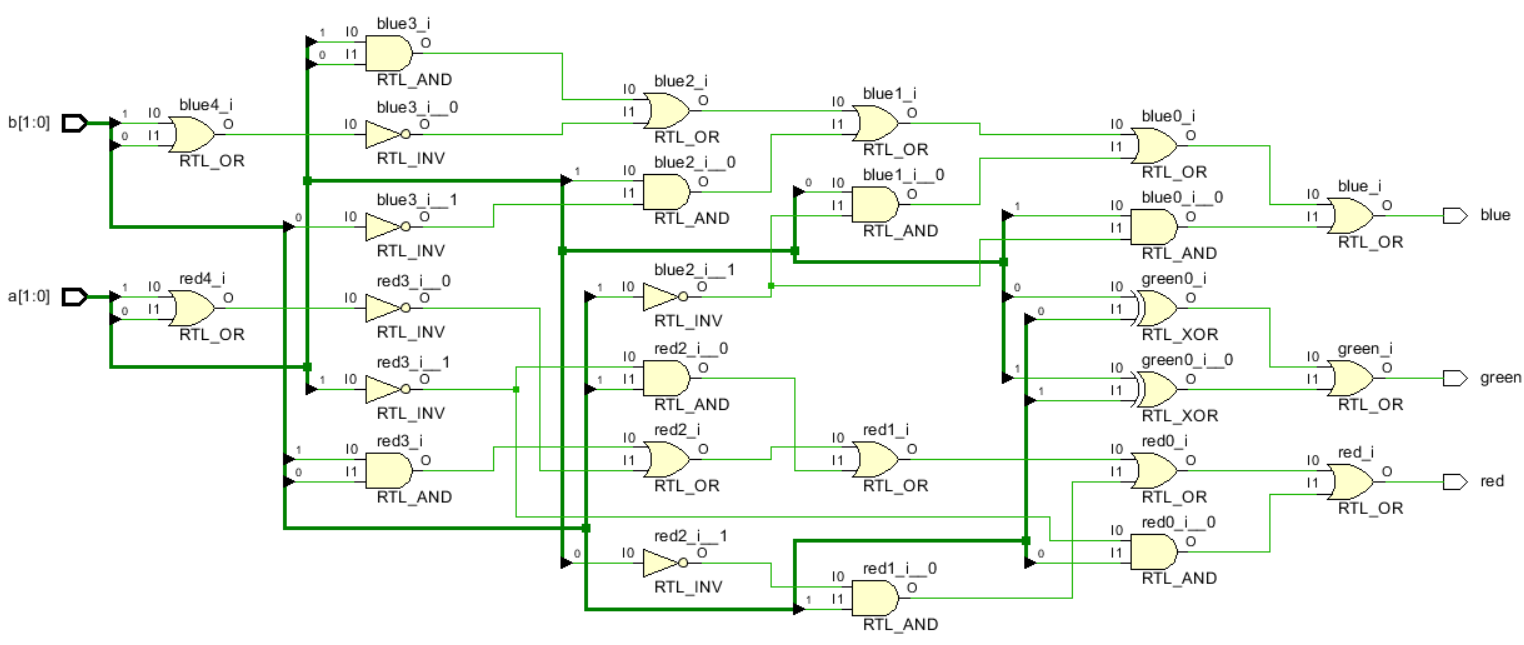 b[1:0]
1 I0 blue4_i O
0 I1
RTL_OR
a[1:0]
1 I0 red4_i O
0 I1
RTL_OR
1 I0 blue3_i O
0 I1
RTL_AND
I0 blue3_i__0 O
RTL_INV
0 I0 blue3_i__1 O
RTL_INV
I0 red3_i__0 O
RTL_INV
1 I0 red3_i__1 O
RTL_INV
1 I0 red3_i O
0 I1
RTL_AND
I0 blue2_i O
I1
RTL_OR
1 I0 blue2_i__0 O
I1
RTL_AND
1 I0 blue2_i__1 O
RTL_INV
I0 red2_i__0 O
1 I1
RTL_AND
I0 red2_i O
I1
RTL_OR
0 I0 red2_i__1 O
RTL_INV
I0 blue1_i O
I1
RTL_OR
0 I0 blue1_i__0 O
I1
RTL_AND
I0 red1_i O
I1
RTL_OR
I0 red1_i__0 O
1 I1
RTL_AND
I0 blue0_i O
I1
RTL_OR
1 I0 blue0_i__0 O
I1
RTL_AND
0 I0 green0_i O
0 I1
RTL_XOR
1 I0 green0_i__0 O
1 I1
RTL_XOR
I0 red0_i O
I1
RTL_OR
I0 red0_i__0 O
0 I1
RTL_AND
I0 blue_i O
I1
RTL_OR
blue
I0 green_i O
I1
RTL_OR
green
I0 red_i O
I1
RTL_OR
red